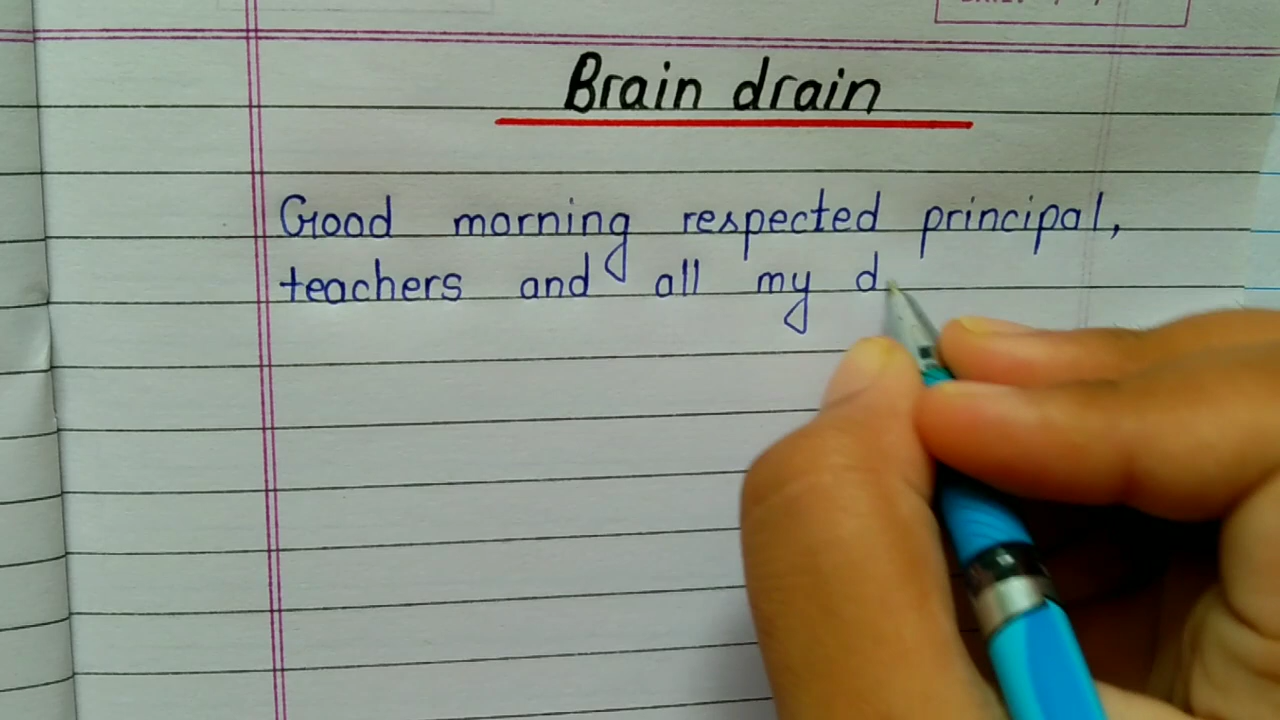 Brain drain
Good morning respected principal,
teachers and all my d